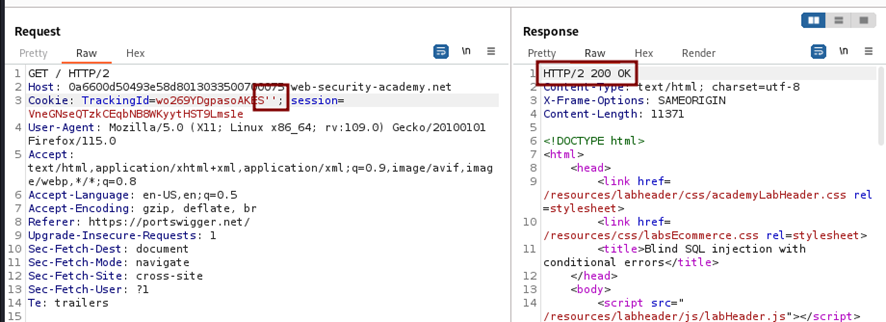 Request
Pretty Raw Hex
\n
1 GET / HTTP/2
2 Host: 0a6600d50493e58d8013033500700075.web-security-academy.net
3 Cookie: TrackingId=wo269YDgpasoAKES''; session=
VneGNseQTzkCEqbNB8WKyytHST9Lmsle
4 User-Agent: Mozilla/5.0 (X11; Linux x86_64; rv:109.0) Gecko/20100101
Firefox/115.0
5 Accept:
text/html,application/xhtml+xml,application/xml;q=0.9,image/avif,imag
e/webp,*/*;q=0.8
6 Accept-Language: en-US,en;q=0.5
7 Accept-Encoding: gzip, deflate, br
8 Referer: https://portswigger.net/
9 Upgrade-Insecure-Requests: 1
10 Sec-Fetch-Dest: document
11 Sec-Fetch-Mode: navigate
12 Sec-Fetch-Site: cross-site
13 Sec-Fetch-User: ?1
14 Te: trailers
15
Response
Pretty Raw Hex Render
\n
1 HTTP/2 200 OK
2 Content-Type: text/html; charset=utf-8
3 X-Frame-Options: SAMEORIGIN
4 Content-Length: 11371
5
6 <!DOCTYPE html>
7 <html>
8 <head>
9 <link href=
/resources/labheader/css/academyLabHeader.css rel
=stylesheet>
10 <link href=
/resources/css/labsEcommerce.css rel=stylesheet>
11 <title>Blind SQL injection with
conditional errors</title>
12 </head>
13 <body>
14 <script src="
/resources/labheader/js/labHeader.js"></script>